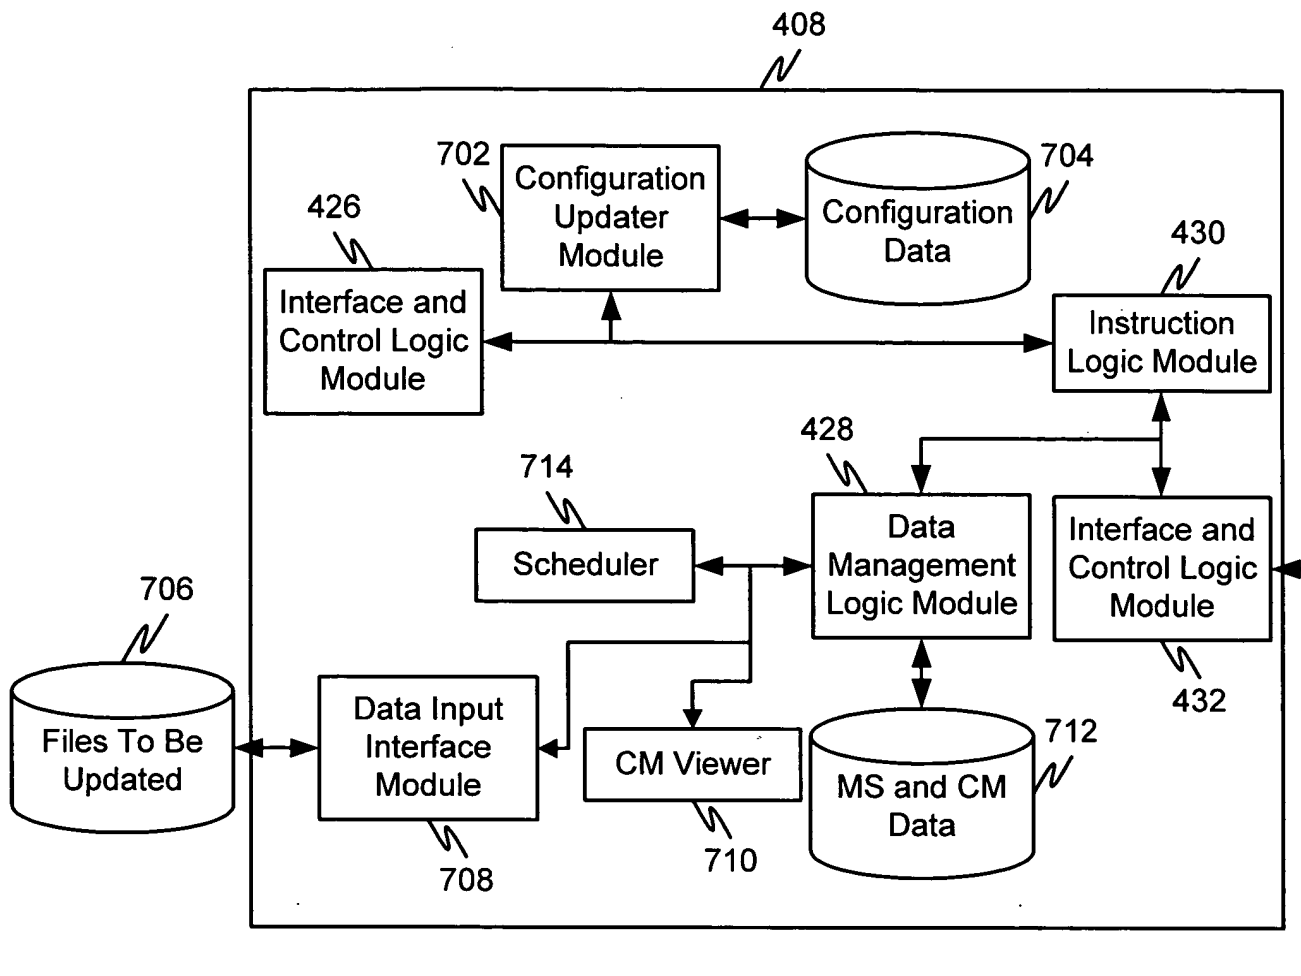 408
702
Configuration
Updater
Module
Configuration
Data
704
426
Interface and
Control Logic
Module
430
Instruction
Logic Module
428
714
Scheduler
Data
Management
Logic Module
Interface and
Control Logic
Module
432
706
Files To Be
Updated
Data Input
Interface
Module
708
CM Viewer
710
MS and CM
Data
712